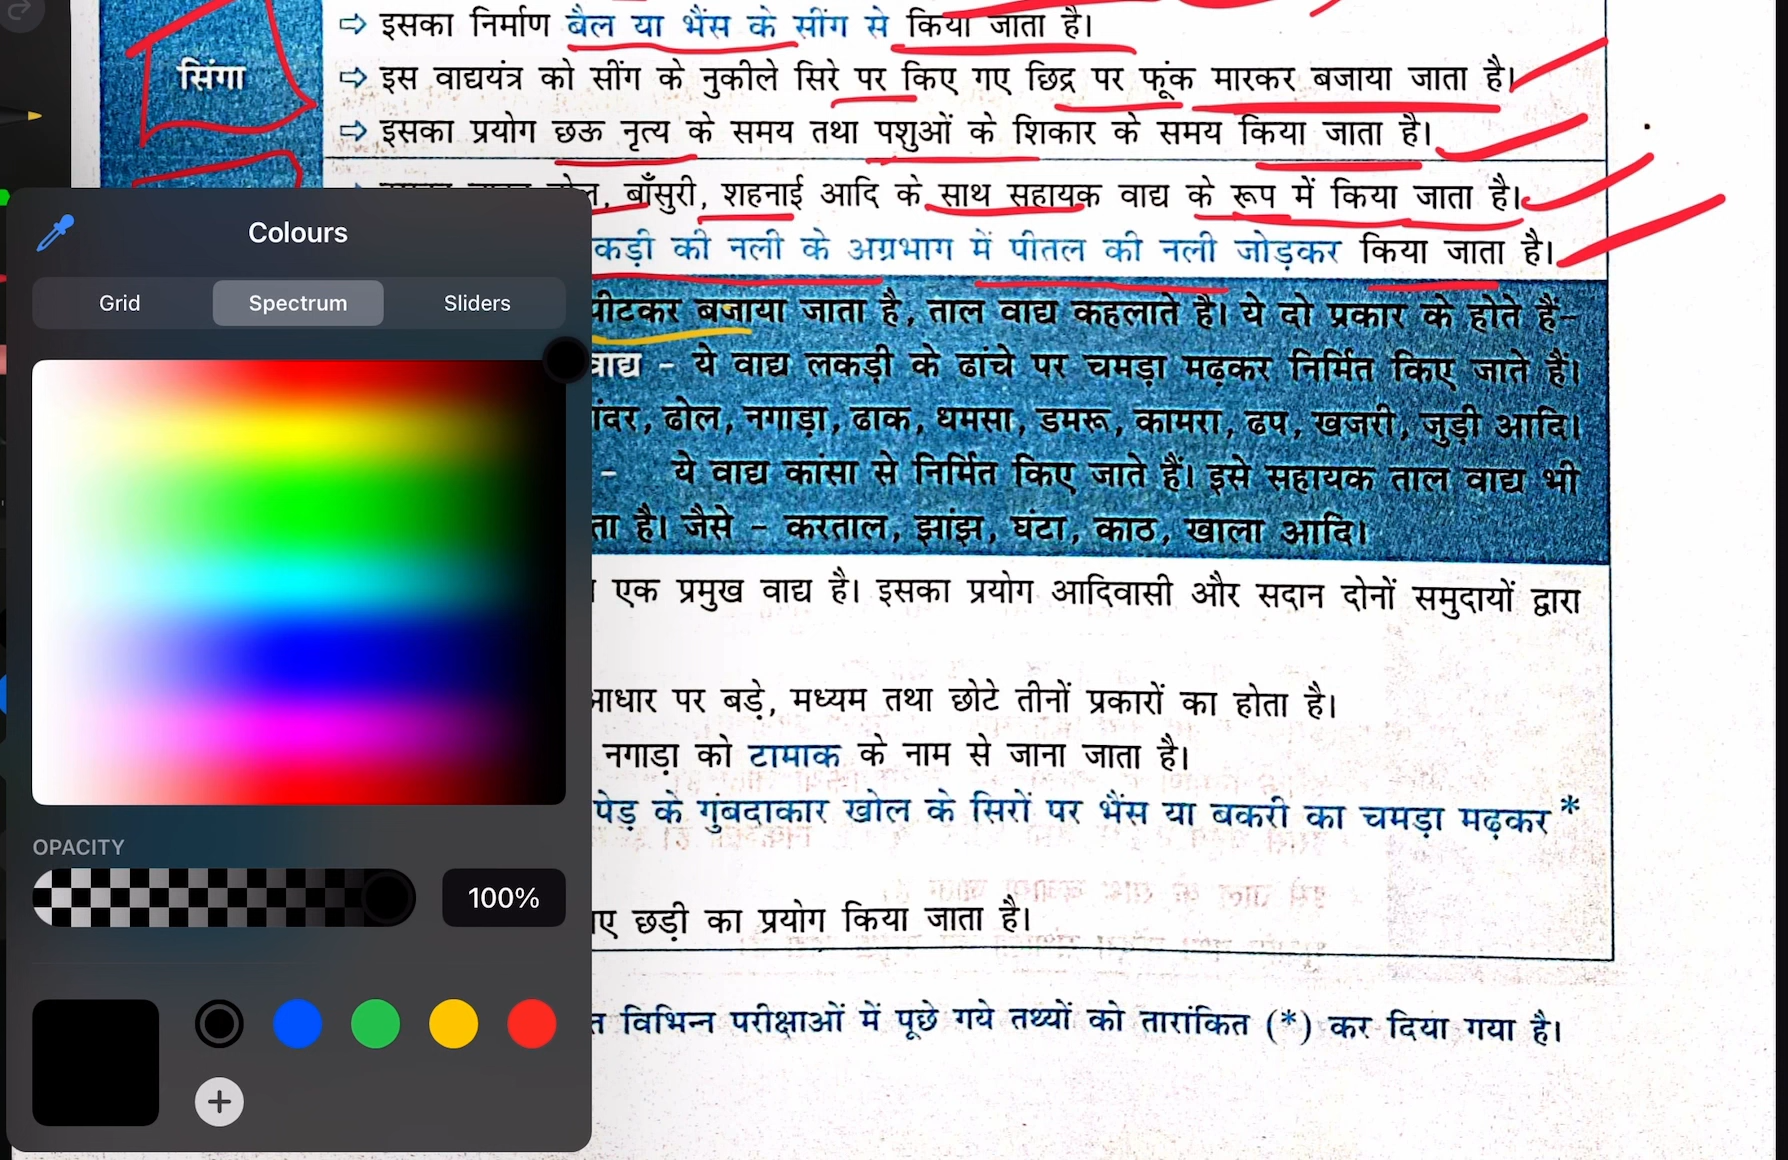 ⇨ इसका निर्माण बैल या भैंस के सींग से किया जाता है।
सिंगा
⇨ इस वाद्ययंत्र को सींग के नुकीले सिरे पर किए गए छिद्र पर फूंक मारकर बजाया जाता है।
⇨ इसका प्रयोग छऊ नृत्य के समय तथा पशुओं के शिकार के समय किया जाता है।
बाँसुरी, शहनाई आदि के साथ सहायक वाद्य के रूप में किया जाता है।
की नली के अग्रभाग में पीतल की नली जोड़कर किया जाता है।
पीटकर बजाया जाता है, ताल वाद्य कहलाते है। ये दो प्रकार के होते हैं-
वाद्य - ये वाद्य लकड़ी के ढांचे पर चमड़ा मढ़कर निर्मित किए जाते हैं।
ढोल, नगाड़ा, ढाक, धमसा, डमरू, कामरा, ढप, खजरी, जुड़ी आदि।
- ये वाद्य कांसा से निर्मित किए जाते हैं। इसे सहायक ताल वाद्य भी
है। जैसे - करताल, झांझ, घंटा, काठ, खाला आदि।
एक प्रमुख वाद्य है। इसका प्रयोग आदिवासी और सदान दोनों समुदायों द्वारा
पर बड़े, मध्यम तथा छोटे तीनों प्रकारों का होता है।
नगाड़ा को टामाक के नाम से जाना जाता है।
पेड़ के गुंबदाकार खोल के सिरों पर भैंस या बकरी का चमड़ा मढ़कर*
छड़ी का प्रयोग किया जाता है।
विभिन्न परीक्षाओं में पूछे गये तथ्यों को तारांकित (*) कर दिया गया है।
Colours
Grid Spectrum Sliders
OPACITY
100%